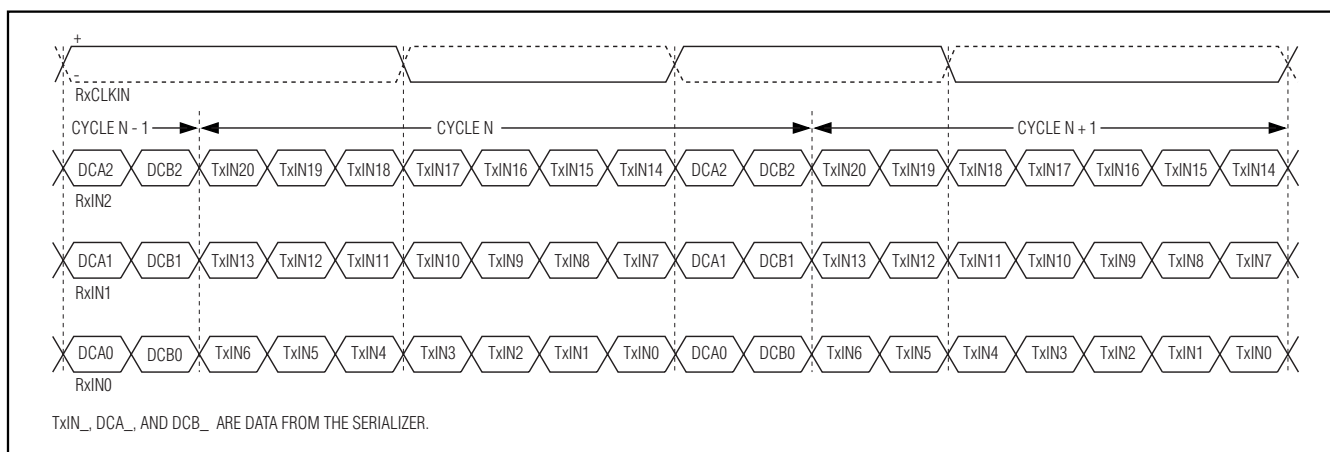 +
-
RxCLKIN
CYCLE N - 1 CYCLE N CYCLE N + 1
DCA2 DCB2 TxIN20 TxIN19 TxIN18 TxIN17 TxIN16 TxIN15 TxIN14 DCA2 DCB2 TxIN20 TxIN19 TxIN18 TxIN17 TxIN16 TxIN15 TxIN14
RxIN2
DCA1 DCB1 TxIN13 TxIN12 TxIN11 TxIN10 TxIN9 TxIN8 TxIN7 DCA1 DCB1 TxIN13 TxIN12 TxIN11 TxIN10 TxIN9 TxIN8 TxIN7
RxIN1
DCA0 DCB0 TxIN6 TxIN5 TxIN4 TxIN3 TxIN2 TxIN1 TxIN0 DCA0 DCB0 TxIN6 TxIN5 TxIN4 TxIN3 TxIN2 TxIN1 TxIN0
RxIN0
TxIN_, DCA_, AND DCB_ ARE DATA FROM THE SERIALIZER.